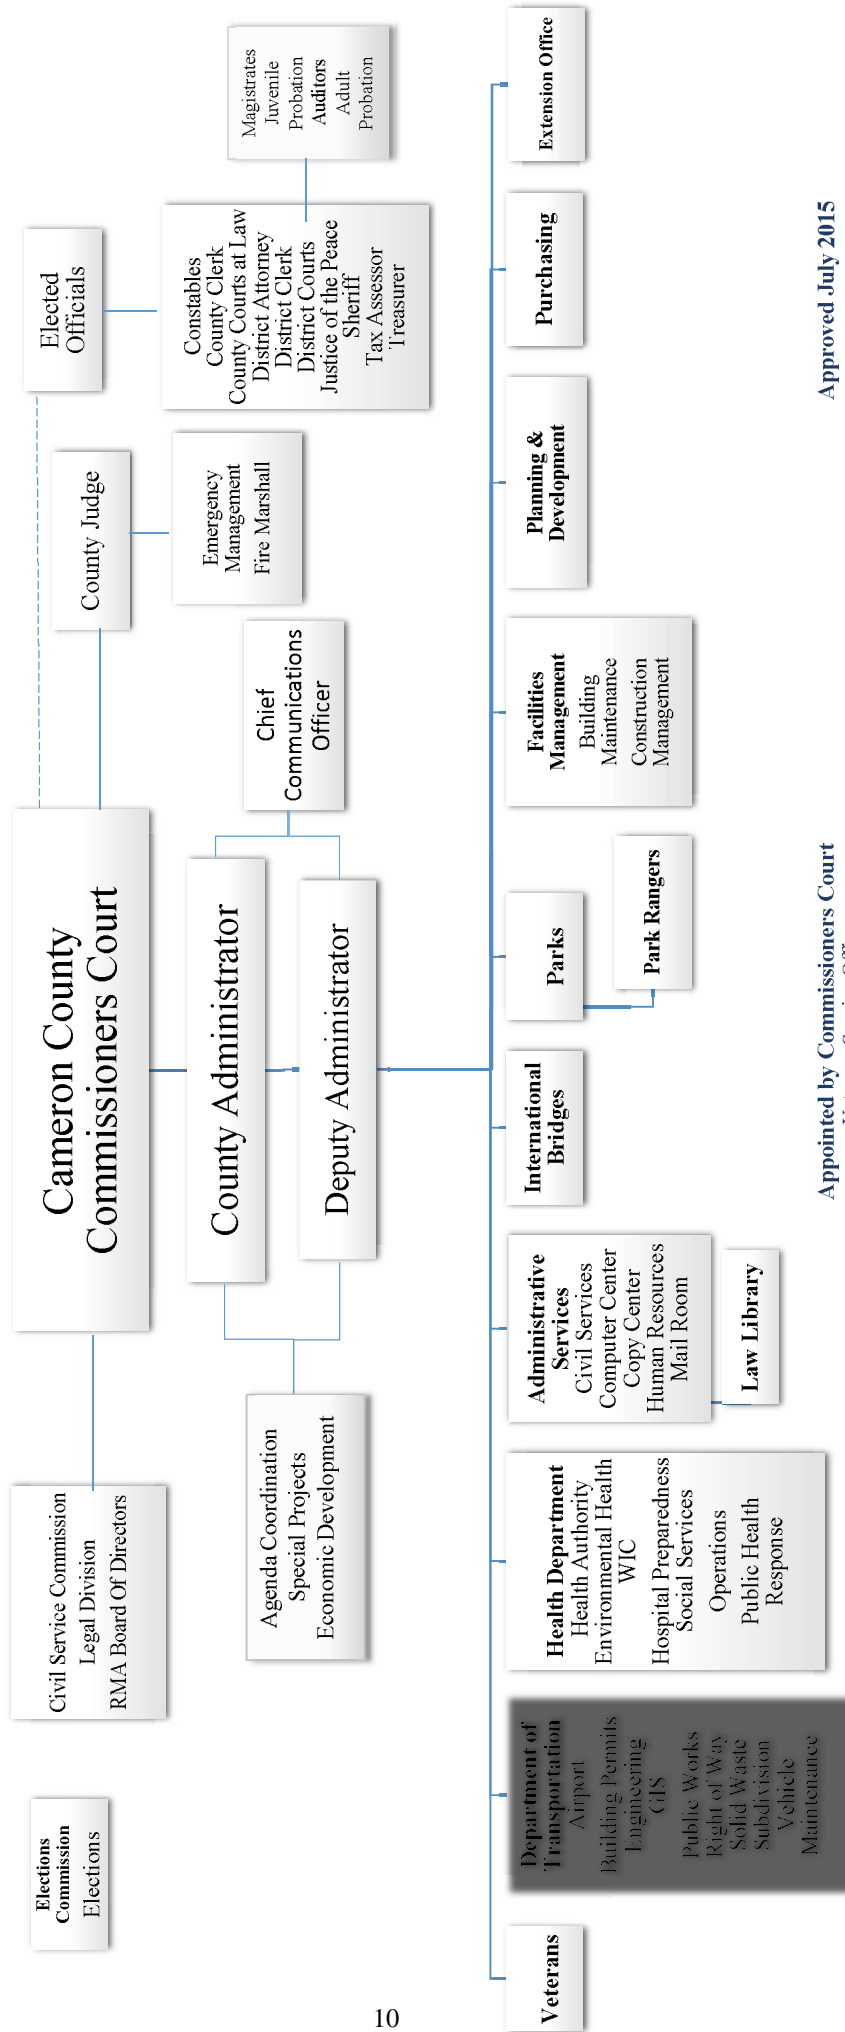 Elections
Commission
Elections
Civil Service Commission
Legal Division
RMA Board Of Directors
Cameron County
Commissioners Court
County Judge
Emergency
Management
Fire Marshall
Elected
Officials
Constables
County Clerk
County Courts at Law
District Attorney
District Clerk
District Courts
Justice of the Peace
Sheriff
Tax Assessor
Treasurer
Magistrates
Juvenile
Probation
Auditors
Adult
Probation
County Administrator
Deputy Administrator
Chief
Communications
Officer
Agenda Coordination
Special Projects
Economic Development
Veterans
Department of
Transportation
Airport
Building Permits
Engineering
GIS
Public Works
Right of Way
Solid Waste
Subdivision
Vehicle
Maintenance
Health Department
Health Authority
Environmental Health
WIC
Hospital Preparedness
Social Services
Operations
Public Health
Response
Administrative
Services
Civil Services
Computer Center
Copy Center
Human Resources
Mail Room
Law Library
International
Bridges
Parks
Park Rangers
Facilities
Management
Building
Maintenance
Construction
Management
Planning &
Development
Purchasing
Extension Office
Appointed by Commissioners Court
Approved July 2015
10